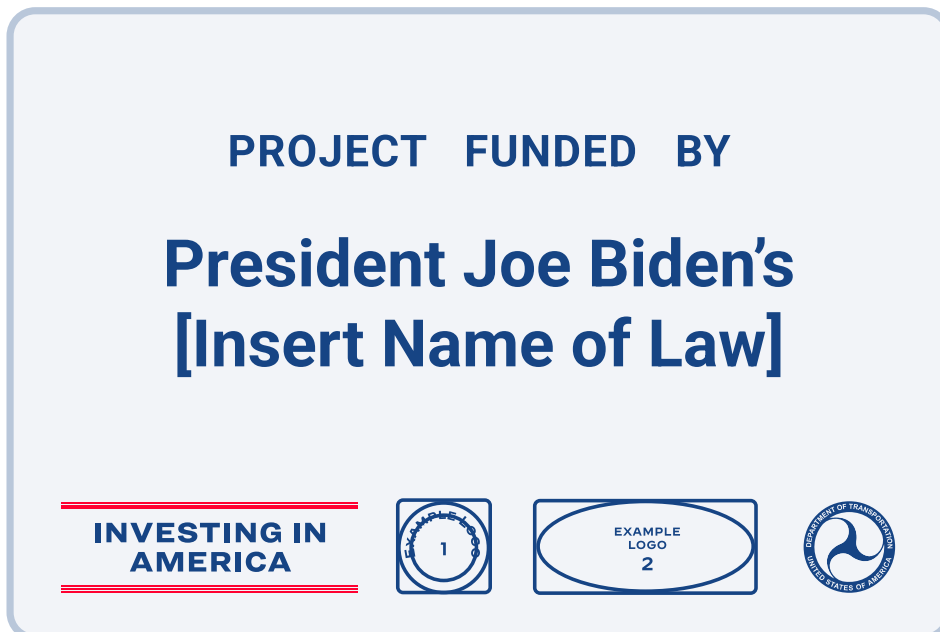 PROJECT FUNDED BY
President Joe Biden’s
[Insert Name of Law]
INVESTING IN
AMERICA
EXAMPLE LOGO
1
EXAMPLE
LOGO
2
DEPARTMENT OF TRANSPORTATION
UNITED STATES OF AMERICA